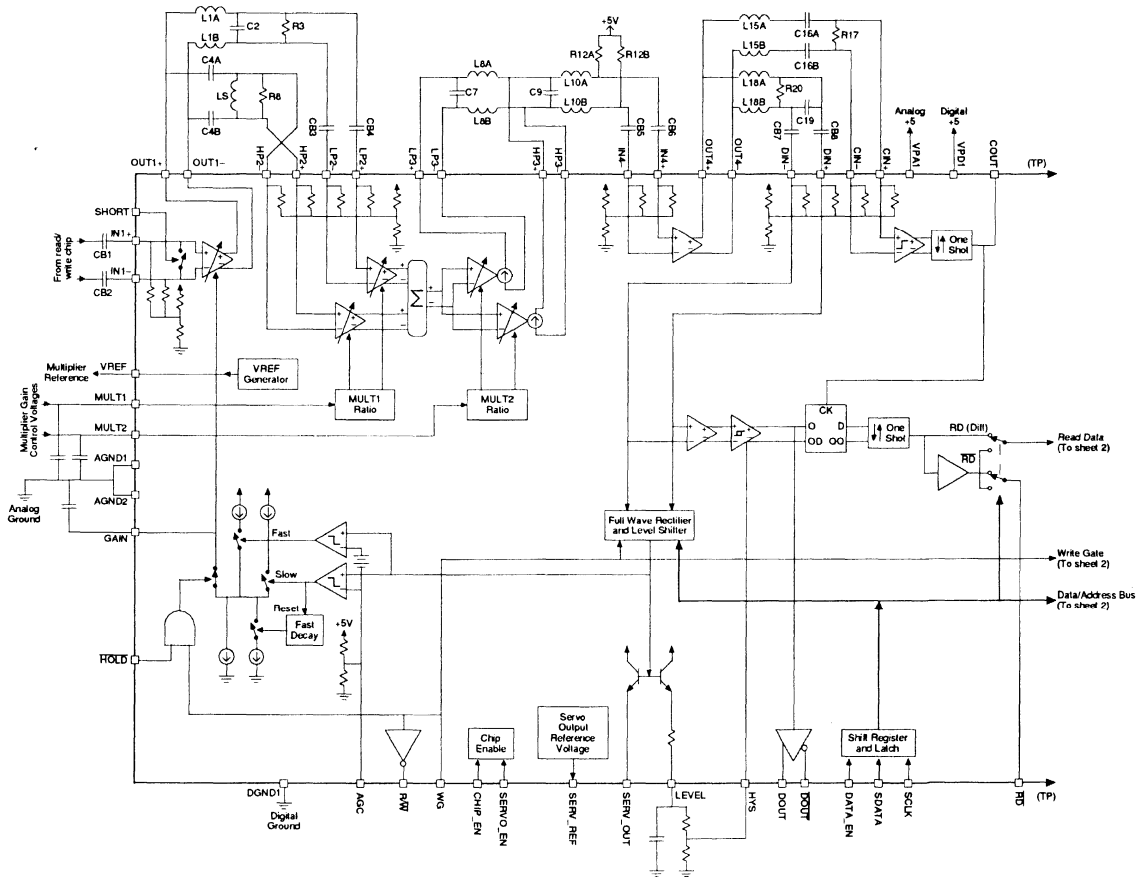 L1A
C2
R3
L1B
C4A
LS
R8
C4B
CB3
CB4
L8A
C7
C9
L8B
L10A
L10B
+5V
R12A
R12B
CB5
CB6
L15A
C16A
R17
L15B
C16B
L18A
R20
L18B
C19
CB7
CB8
Analog
+5
Digital
+5
OUT1+
OUT1–
HP2-
HP2+
LP2-
LP2+
LP3+
LP3-
HP3+
HP3-
IN4-
IN4+
OUT4+
OUT4-
DIN-
DIN+
CIN-
CIN+
VPA1
VPD1
COUT
(TP)
SHORT
IN1+
CB1
From read/
write chip
IN1–
CB2
One
Shot
Σ
Multiplier
Reference
VREF
VREF
Generator
MULT1
MULT1
Ratio
MULT2
Ratio
Multiplier Gain
Control Voltages
MULT2
AGND1
AGND2
Analog
Ground
GAIN
CK
O
D
OD
OQ
One
Shot
RD (Diff)
RD
Read Data
(To sheet 2)
Full Wave Rectifier
and Level Shifter
Write Gate
(To sheet 2)
Data/Address Bus
(To sheet 2)
Fast
Slow
Reset
Fast
Decay
+5V
HOLD
Chip
Enable
Servo
Output
Reference
Voltage
Shift Register
and Latch
DGND1
Digital
Ground
AGC
R/W
WG
CHIP_EN
SERVO_EN
SERV_REF
SERV_OUT
LEVEL
HYS
DOUT
DOUT
DATA_EN
SDATA
SCLK
RD
(TP)